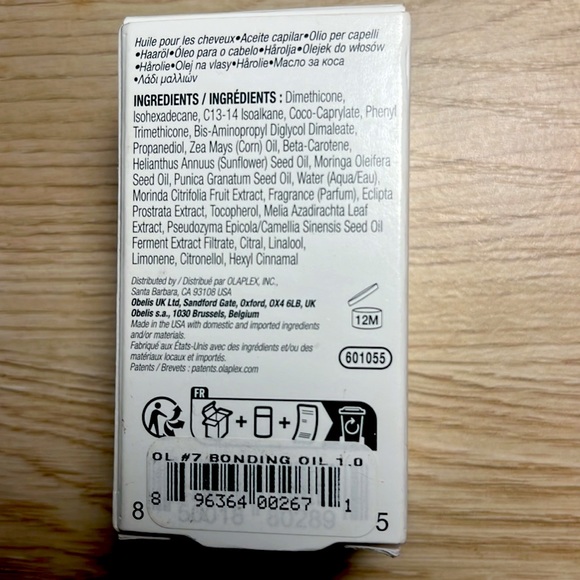 Huile pour les cheveux•Aceite capilar•Olio per capelli
•Haaröl•Óleo para o cabelo•Hårolja•Olejek do włosów
•Hårolie•Olej na vlasy•Hårolie•Масло за коса
•Λάδι μαλλιών
INGREDIENTS / INGRÉDIENTS : Dimethicone,
Isohexadecane, C13-14 Isoalkane, Coco-Caprylate, Phenyl
Trimethicone, Bis-Aminopropyl Diglycol Dimaleate,
Propanediol, Zea Mays (Corn) Oil, Beta-Carotene,
Helianthus Annuus (Sunflower) Seed Oil, Moringa Oleifera
Seed Oil, Punica Granatum Seed Oil, Water (Aqua/Eau),
Morinda Citrifolia Fruit Extract, Fragrance (Parfum), Eclipta
Prostrata Extract, Tocopherol, Melia Azadirachta Leaf
Extract, Pseudozyma Epicola/Camellia Sinensis Seed Oil
Ferment Extract Filtrate, Citral, Linalool,
Limonene, Citronellol, Hexyl Cinnamal
Distributed by / Distribué par OLAPLEX, INC.,
Santa Barbara, CA 93108 USA
Obelis UK Ltd, Sandford Gate, Oxford, OX4 6LB, UK
Obelis s.a., 1030 Brussels, Belgium
Made in the USA with domestic and imported ingredients
and/or materials.
Fabriqué aux États-Unis avec des ingrédients et/ou des
matériaux locaux et importés.
Patents / Brevets : patents.olaplex.com
12M
601055
FR
OL #7 BONDING OIL 1.0
8 96364 00267 1
8 50018 80289 5